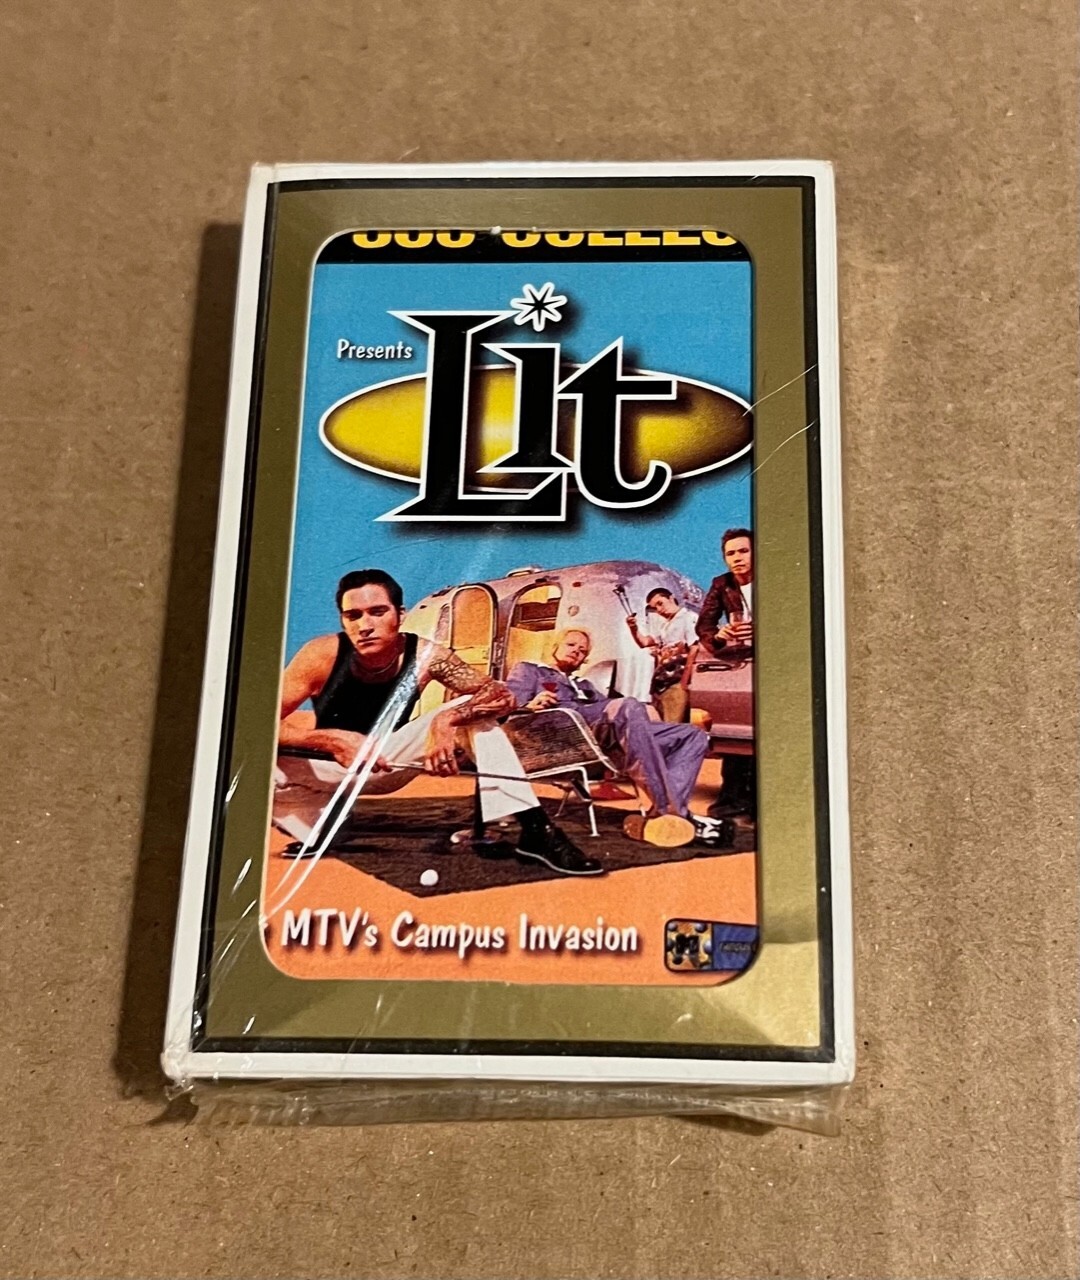 Presents
Lit
MTV's Campus Invasion